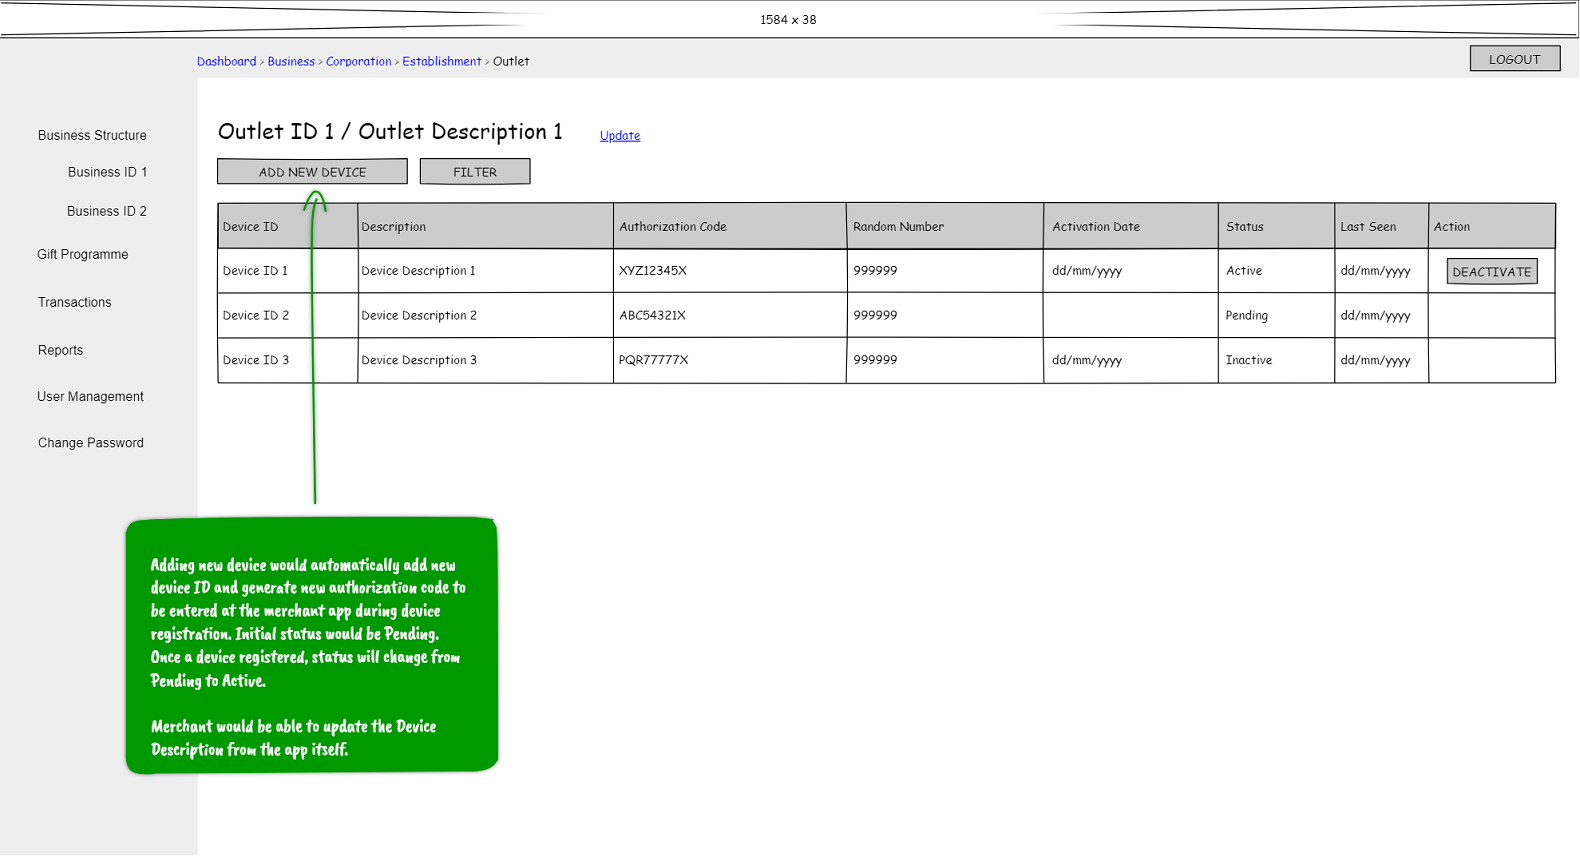 1584 x 38
Dashboard > Business > Corporation > Establishment > Outlet
LOGOUT
Business Structure
Business ID 1
Business ID 2
Gift Programme
Transactions
Reports
User Management
Change Password
Outlet ID 1 / Outlet Description 1
Update
ADD NEW DEVICE
FILTER
Device ID Description Authorization Code Random Number Activation Date Status Last Seen Action
Device ID 1 Device Description 1 XYZ12345X 999999 dd/mm/yyyy Active dd/mm/yyyy DEACTIVATE
Device ID 2 Device Description 2 ABC54321X 999999 Pending dd/mm/yyyy
Device ID 3 Device Description 3 PQR77777X 999999 dd/mm/yyyy Inactive dd/mm/yyyy
Adding new device would automatically add new
device ID and generate new authorization code to
be entered at the merchant app during device
registration. Initial status would be Pending.
Once a device registered, status will change from
Pending to Active.
Merchant would be able to update the Device
Description from the app itself.